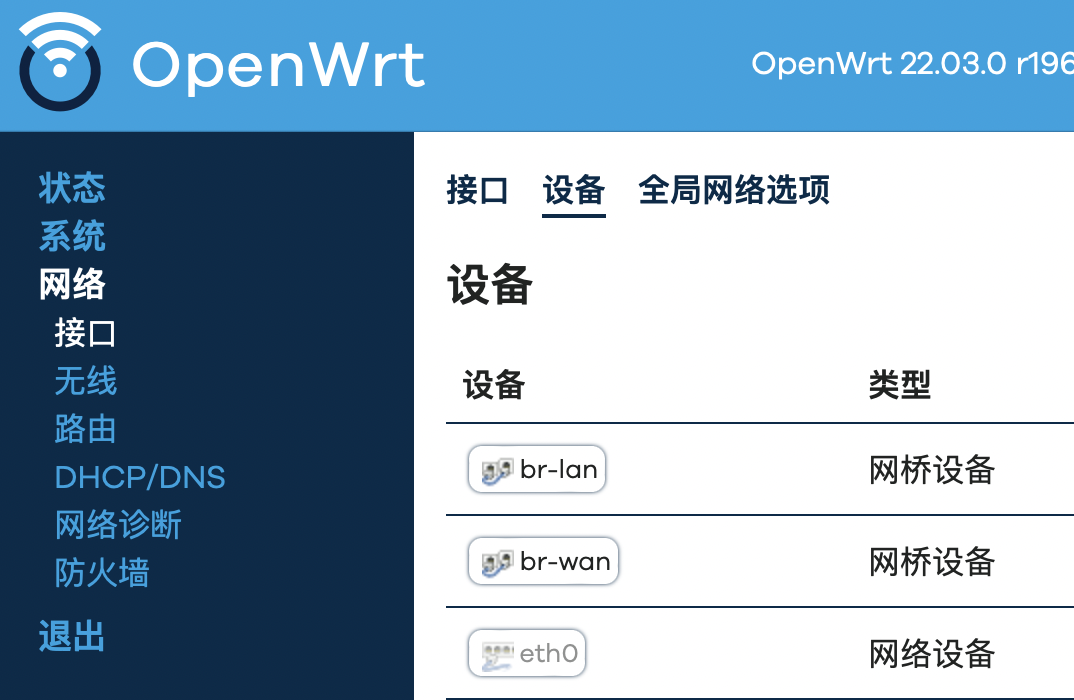 OpenWrt
OpenWrt 22.03.0 r196
状态
系统
网络
接口
无线
路由
DHCP/DNS
网络诊断
防火墙
退出
接口 设备 全局网络选项
设备
设备 类型
br-lan 网桥设备
br-wan 网桥设备
eth0 网络设备